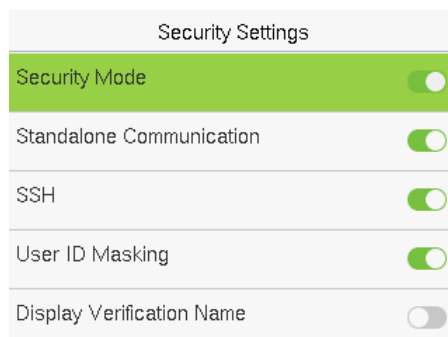 Security Settings
Security Mode
Standalone Communication
SSH
User ID Masking
Display Verification Name